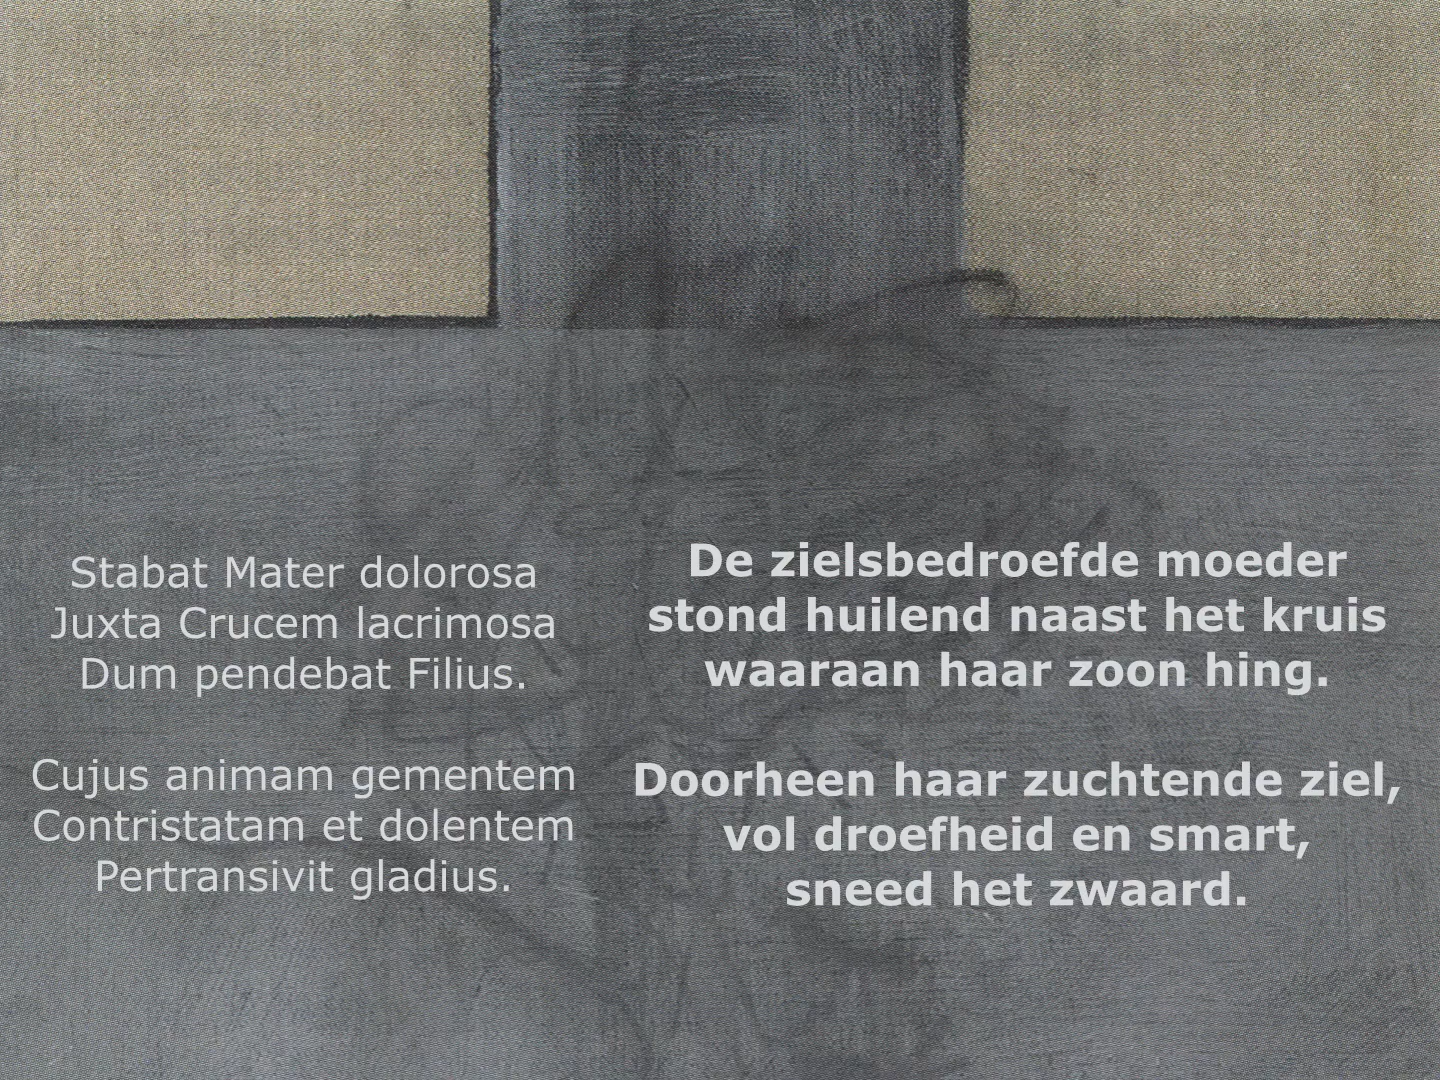 Stabat Mater dolorosa
Juxta Crucem lacrimosa
Dum pendebat Filius.
Cujus animam gementem
Contristatam et dolentem
Pertransivit gladius.
De zielsbedroefde moeder
stond huilend naast het kruis
waaraan haar zoon hing.
Doorheen haar zuchtende ziel,
vol droefheid en smart,
sneed het zwaard.